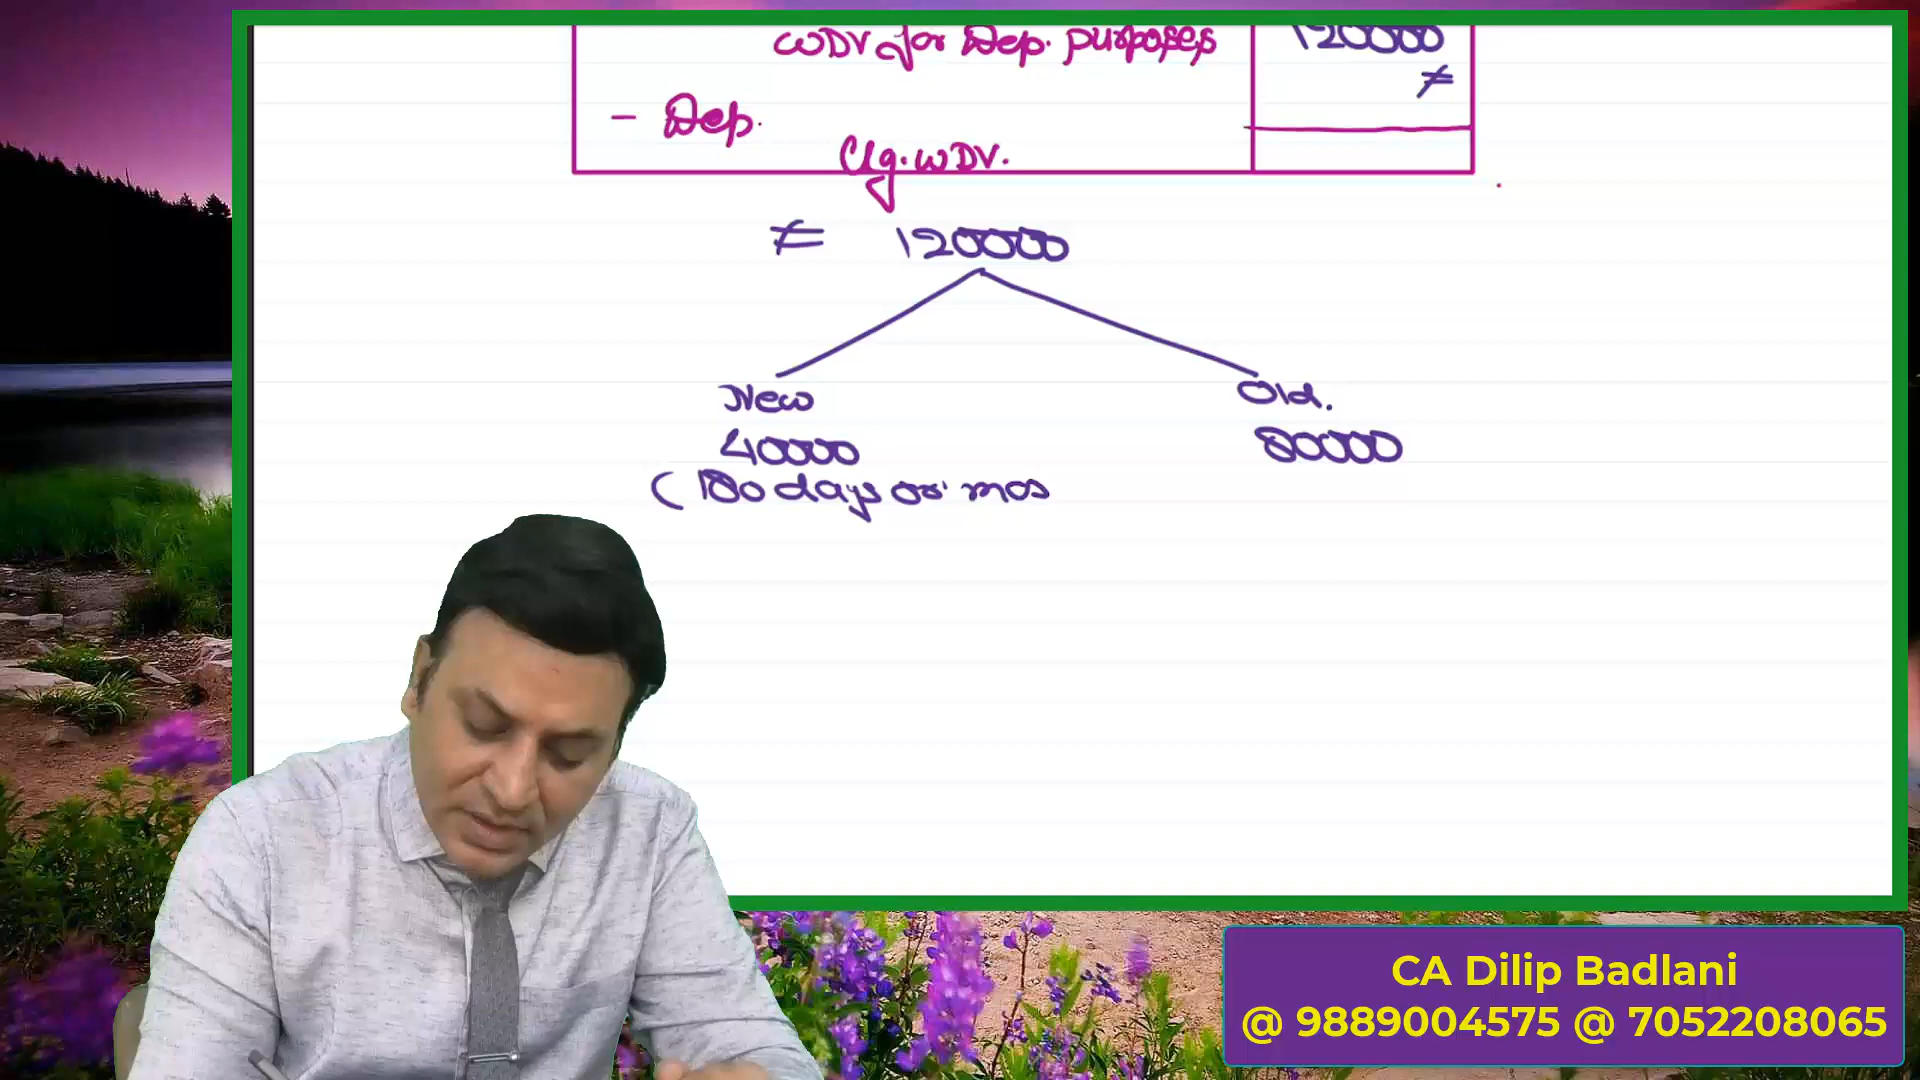 WDV for Dep. purposes 120000
≠
- Dep.
Clg. WDV.
≠ 120000
New Old.
40000 80000
(180 days or mos
CA Dilip Badlani
@ 9889004575 @ 7052208065